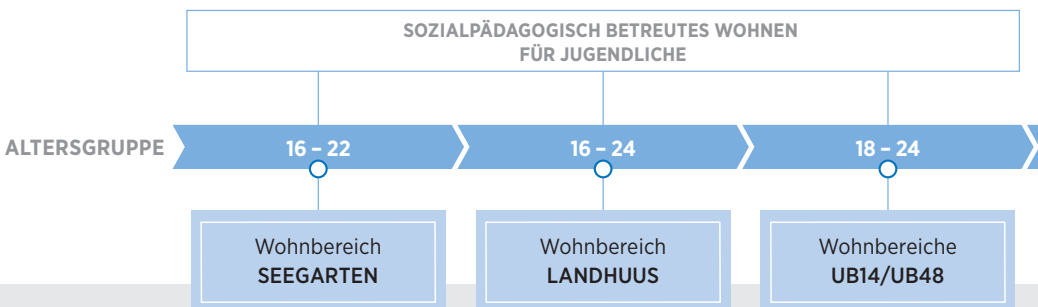 SOZIALPÄDAGOGISCH BETREUTES WOHNEN
FÜR JUGENDLICHE
ALTERSGRUPPE
16 – 22
16 – 24
18 – 24
Wohnbereich
SEEGARTEN
Wohnbereich
LANDHUUS
Wohnbereiche
UB14/UB48